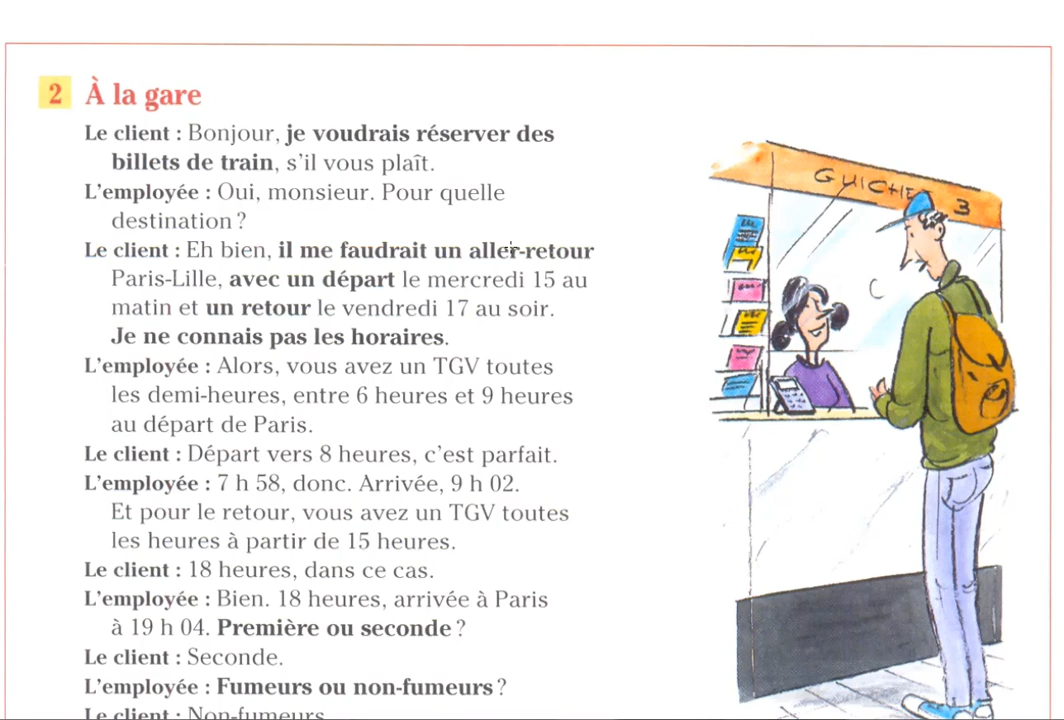 2 À la gare
Le client : Bonjour, je voudrais réserver des
billets de train, s'il vous plaît.
L'employée : Oui, monsieur. Pour quelle
destination ?
Le client : Eh bien, il me faudrait un aller-retour
Paris-Lille, avec un départ le mercredi 15 au
matin et un retour le vendredi 17 au soir.
Je ne connais pas les horaires.
L'employée : Alors, vous avez un TGV toutes
les demi-heures, entre 6 heures et 9 heures
au départ de Paris.
Le client : Départ vers 8 heures, c'est parfait.
L'employée : 7 h 58, donc. Arrivée, 9 h 02.
Et pour le retour, vous avez un TGV toutes
les heures à partir de 15 heures.
Le client : 18 heures, dans ce cas.
L'employée : Bien. 18 heures, arrivée à Paris
à 19 h 04. Première ou seconde ?
Le client : Seconde.
L'employée : Fumeurs ou non-fumeurs ?
Le client : Non-fumeurs
GUICHE 3